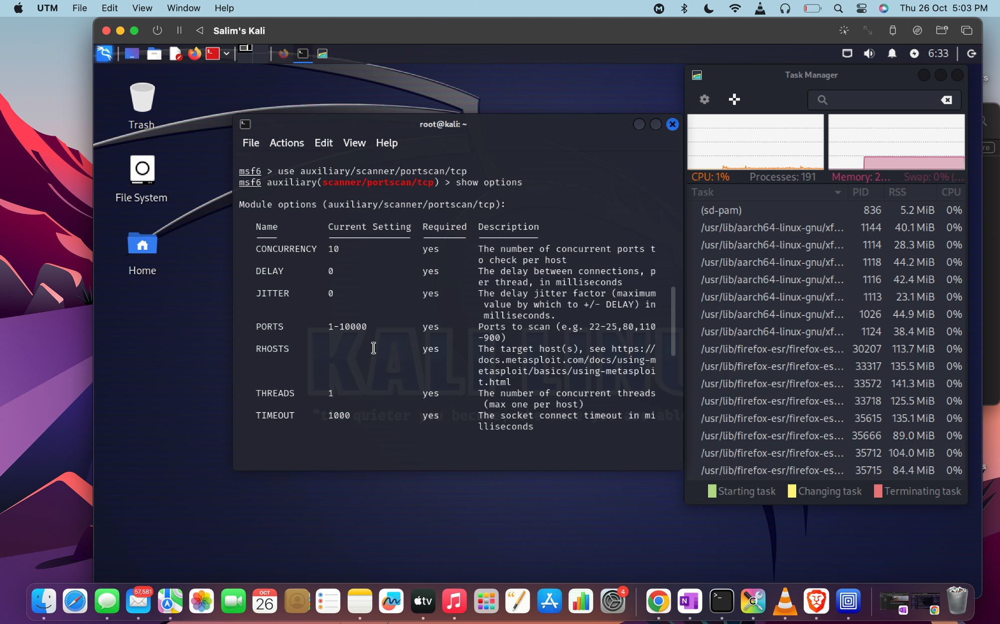 UTM File Edit View Window Help
Thu 26 Oct 5:03 PM
Salim's Kali
6:33
Trash
File System
Home
root@kali: ~
File Actions Edit View Help
msf6 > use auxiliary/scanner/portscan/tcp
msf6 auxiliary(scanner/portscan/tcp) > show options
Module options (auxiliary/scanner/portscan/tcp):
Name Current Setting Required Description
CONCURRENCY 10 yes The number of concurrent ports t
o check per host
DELAY 0 yes The delay between connections, p
er thread, in milliseconds
JITTER 0 yes The delay jitter factor (maximum
value by which to +/- DELAY) in
milliseconds.
PORTS 1-10000 yes Ports to scan (e.g. 22-25,80,110
-900)
RHOSTS yes The target host(s), see https://
docs.metasploit.com/docs/using-m
etasploit/basics/using-metasploi
t.html
THREADS 1 yes The number of concurrent threads
(max one per host)
TIMEOUT 1000 yes The socket connect timeout in mi
lliseconds
KALI LINU
"the quieter you become
Task Manager
CPU: 1% Processes: 191 Memory: 2... Swap: 0% (...
Task PID RSS CPU
(sd-pam) 836 5.2 MiB 0%
/usr/lib/aarch64-linux-gnu/xf... 1144 40.1 MiB 0%
/usr/lib/aarch64-linux-gnu/xf... 1114 28.3 MiB 0%
/usr/lib/aarch64-linux-gnu/xf... 1118 44.2 MiB 0%
/usr/lib/aarch64-linux-gnu/xf... 1116 42.4 MiB 0%
/usr/lib/aarch64-linux-gnu/xf... 1113 23.1 MiB 0%
/usr/lib/aarch64-linux-gnu/xf... 1026 44.9 MiB 0%
/usr/lib/aarch64-linux-gnu/xf... 1124 38.4 MiB 0%
/usr/lib/firefox-esr/firefox-es... 30207 113.7 MiB 0%
/usr/lib/firefox-esr/firefox-es... 33317 135.5 MiB 0%
/usr/lib/firefox-esr/firefox-es... 33572 141.3 MiB 0%
/usr/lib/firefox-esr/firefox-es... 33718 125.5 MiB 0%
/usr/lib/firefox-esr/firefox-es... 35615 135.1 MiB 0%
/usr/lib/firefox-esr/firefox-es... 35666 89.0 MiB 0%
/usr/lib/firefox-esr/firefox-es... 35712 104.0 MiB 0%
/usr/lib/firefox-esr/firefox-es... 35715 84.4 MiB 0%
Starting task Changing task Terminating task
57,581
OCT
26
tv
4